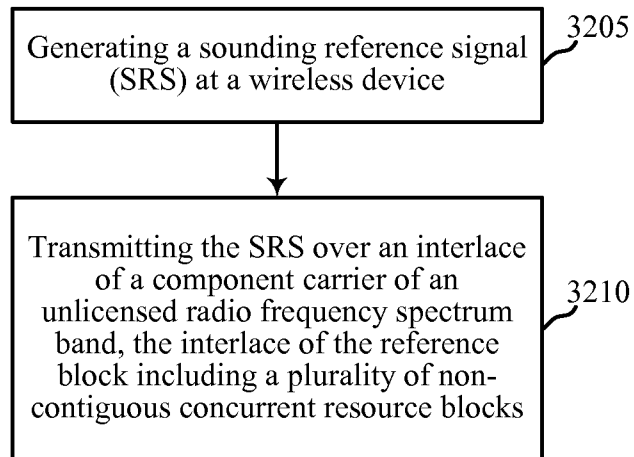 Generating a sounding reference signal
(SRS) at a wireless device
3205
Transmitting the SRS over an interlace
of a component carrier of an
unlicensed radio frequency spectrum
band, the interlace of the reference
block including a plurality of non-
contiguous concurrent resource blocks
3210